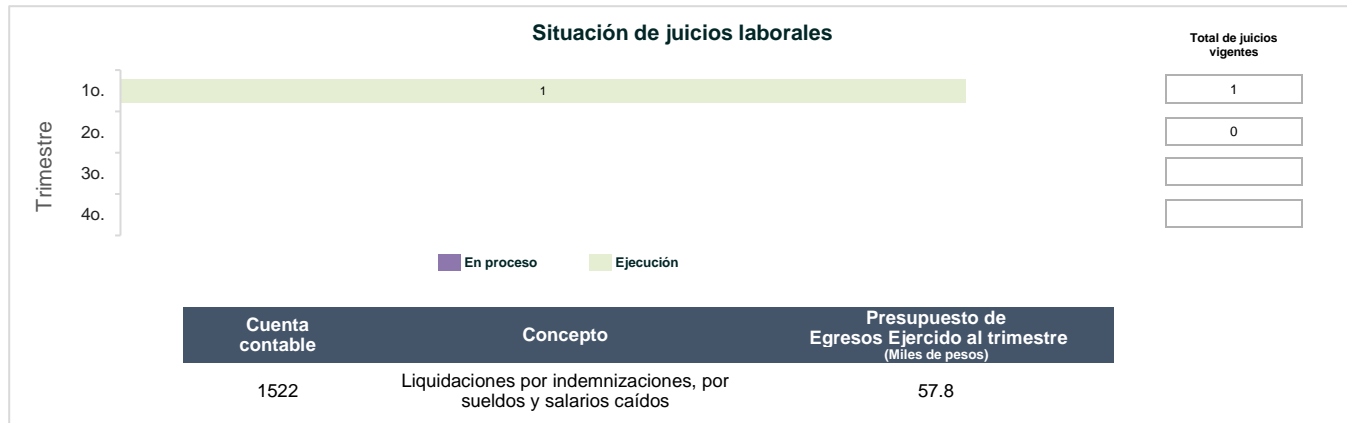 Situación de juicios laborales
Total de juicios
vigentes
Trimestre
1o.
1
1
2o.
0
3o.
4o.
En proceso
Ejecución
Cuenta
contable
Concepto
Presupuesto de
Egresos Ejercido al trimestre
(Miles de pesos)
1522
Liquidaciones por indemnizaciones, por
sueldos y salarios caídos
57.8